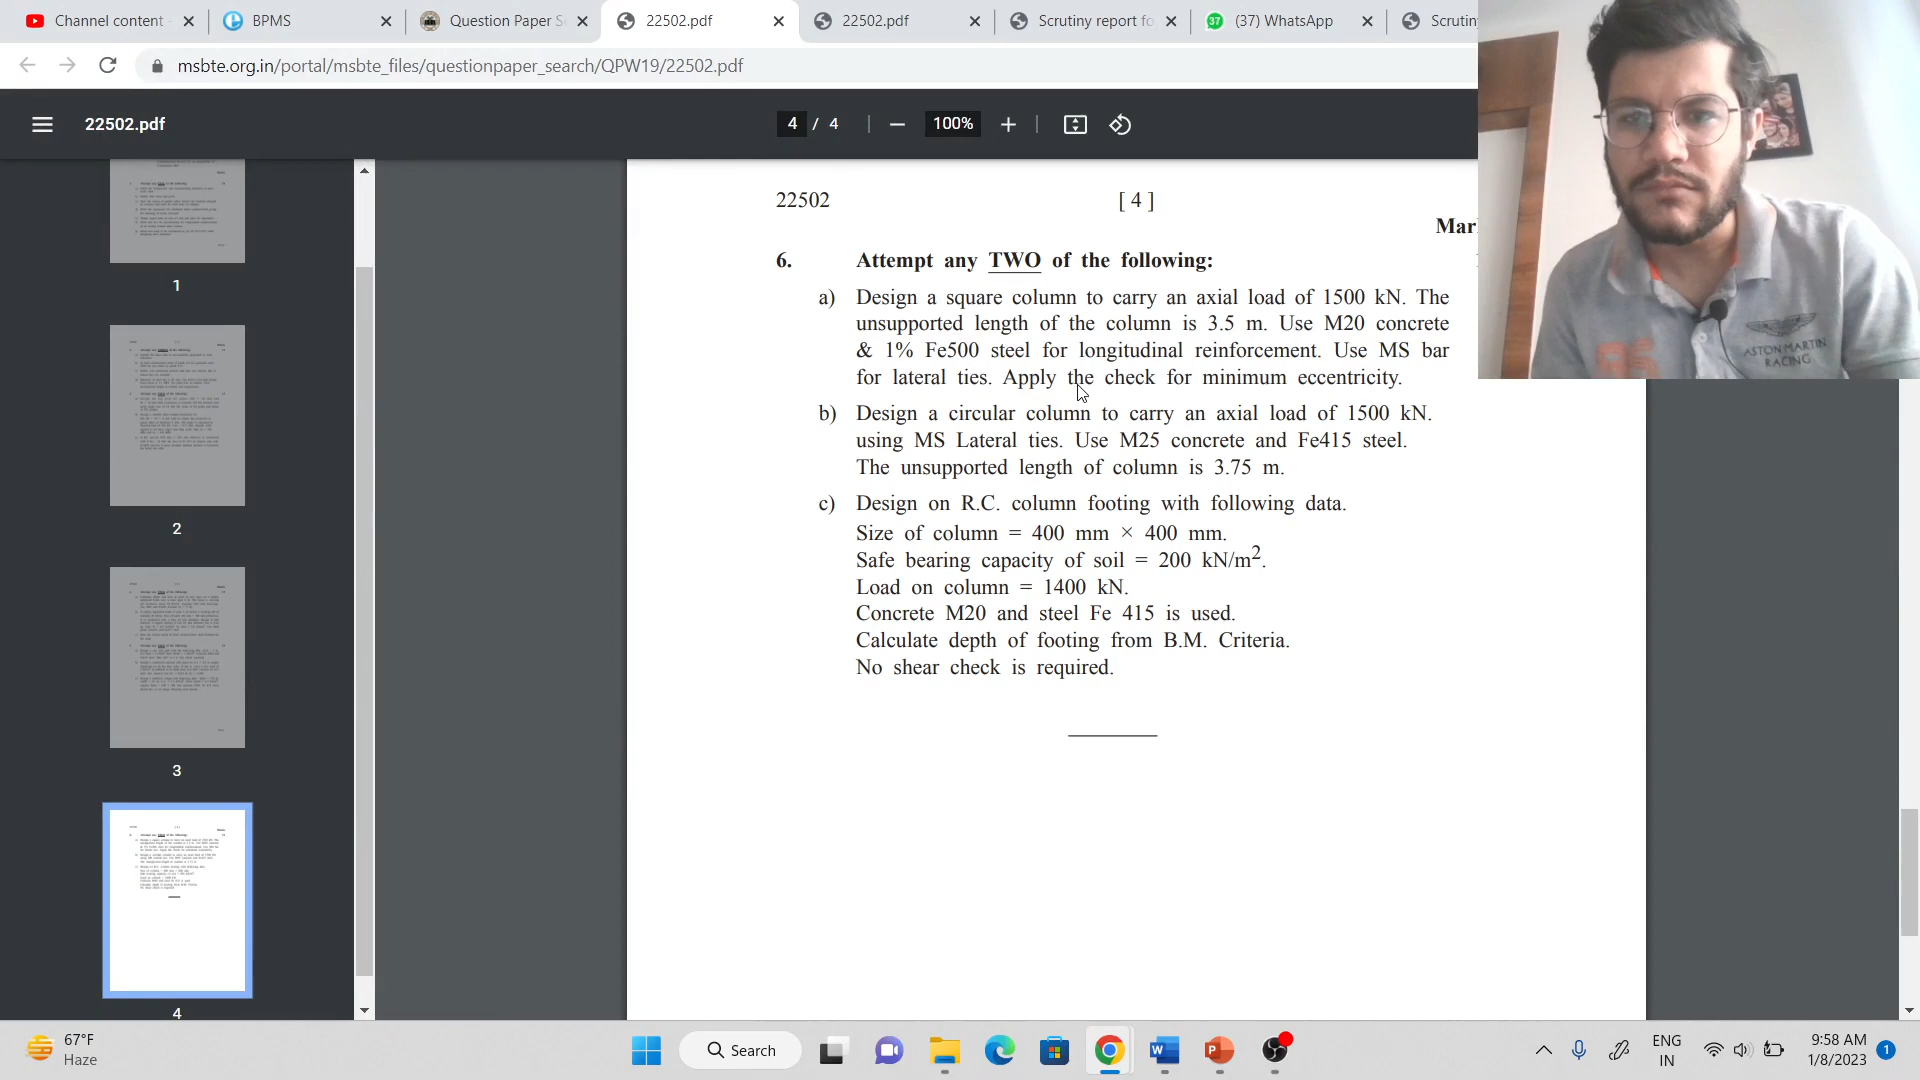 Channel content
BPMS
Question Paper S
22502.pdf
22502.pdf
Scrutiny report fo
37
(37) WhatsApp
Scrutin
msbte.org.in/portal/msbte_files/questionpaper_search/QPW19/22502.pdf
22502.pdf
4 / 4
100%
22502
[ 4 ]
Mar
6. Attempt any TWO of the following:
a) Design a square column to carry an axial load of 1500 kN. The
unsupported length of the column is 3.5 m. Use M20 concrete
& 1% Fe500 steel for longitudinal reinforcement. Use MS bar
for lateral ties. Apply the check for minimum eccentricity.
b) Design a circular column to carry an axial load of 1500 kN.
using MS Lateral ties. Use M25 concrete and Fe415 steel.
The unsupported length of column is 3.75 m.
c) Design on R.C. column footing with following data.
Size of column = 400 mm × 400 mm.
Safe bearing capacity of soil = 200 kN/m².
Load on column = 1400 kN.
Concrete M20 and steel Fe 415 is used.
Calculate depth of footing from B.M. Criteria.
No shear check is required.
1
2
3
4
ASTON MARTIN
RACING
67°F
Haze
Search
ENG
IN
9:58 AM
1/8/2023
1